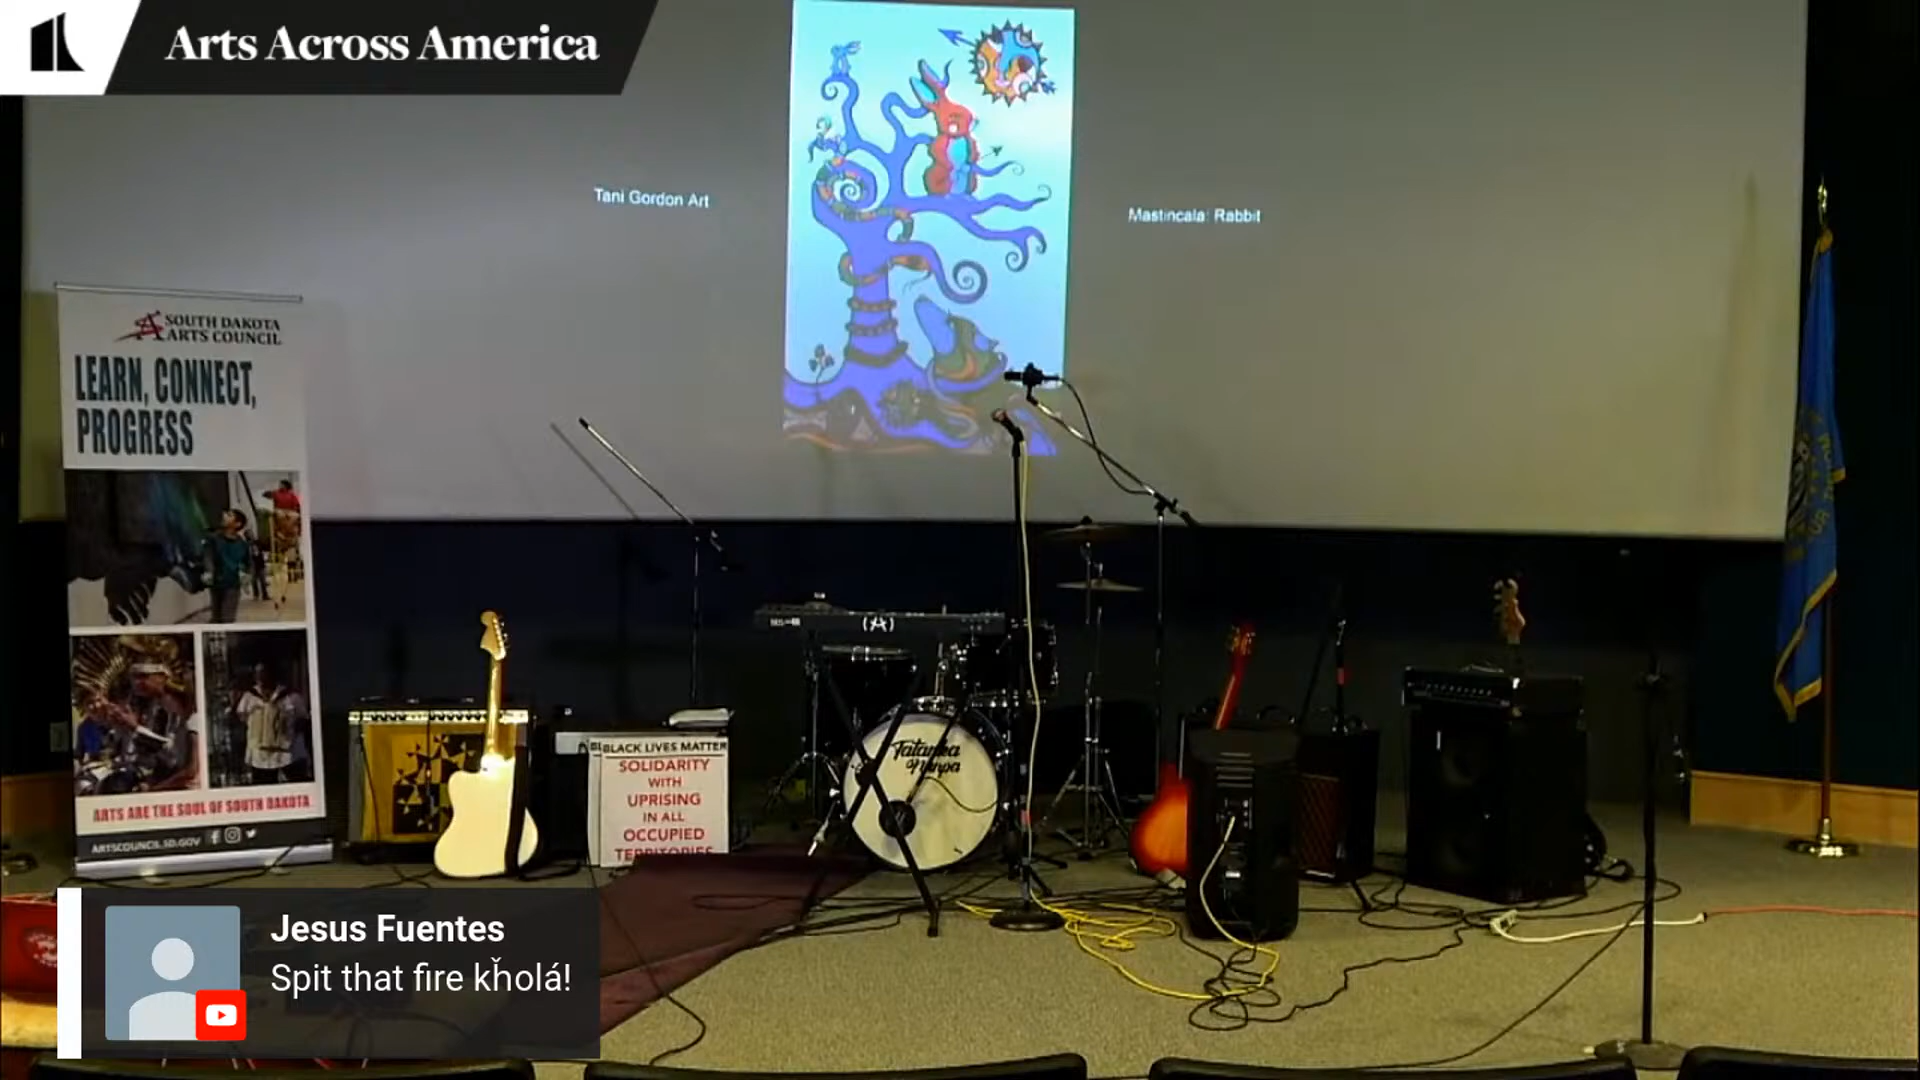 Arts Across America
Tani Gordon Art
Mastincala: Rabbit
SOUTH DAKOTA
ARTS COUNCIL
LEARN, CONNECT,
PROGRESS
ARTS ARE THE SOUL OF SOUTH DAKOTA
ARTSCOUNCIL.SD.GOV
BLACK LIVES MATTER
SOLIDARITY
WITH
UPRISING
IN ALL
OCCUPIED
TERRITORIES
Jesus Fuentes
Spit that fire kȟolá!